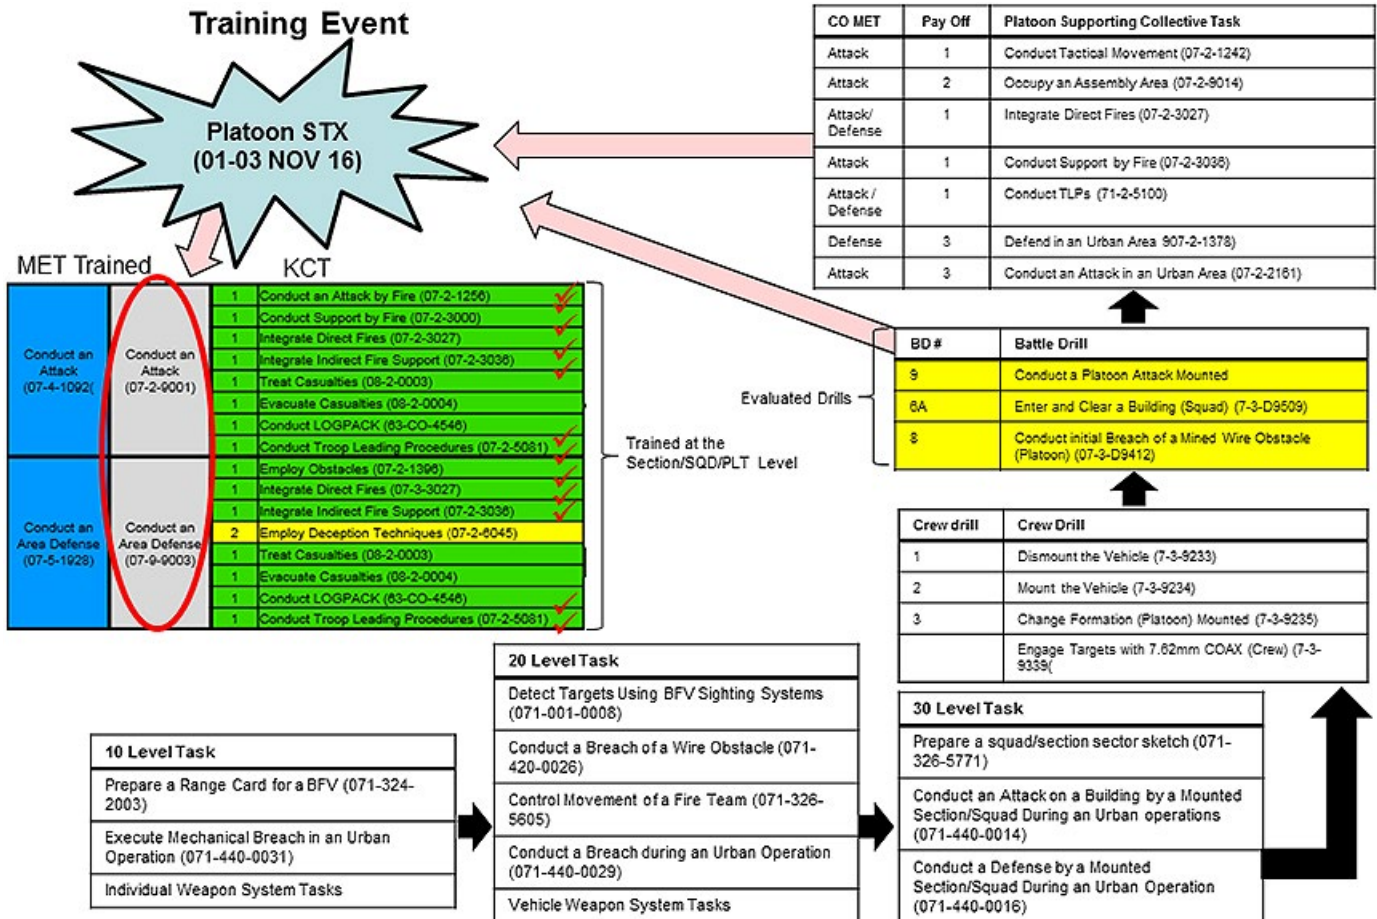 Training Event
Platoon STX
(01-03 NOV 16)
CO MET Pay Off Platoon Supporting Collective Task
Attack 1 Conduct Tactical Movement (07-2-1242)
Attack 2 Occupy an Assembly Area (07-2-9014)
Attack/
Defense
1 Integrate Direct Fires (07-2-3027)
Attack 1 Conduct Support by Fire (07-2-3036)
Attack /
Defense
1 Conduct TLPs (71-2-5100)
Defense 3 Defend in an Urban Area 907-2-1378)
Attack 3 Conduct an Attack in an Urban Area (07-2-2161)
MET Trained
KCT
Conduct an
Attack
(07-4-1092(
Conduct an
Attack
(07-2-9001)
1 Conduct an Attack by Fire (07-2-1256)
1 Conduct Support by Fire (07-2-3000)
1 Integrate Direct Fires (07-2-3027)
1 Integrate Indirect Fire Support (07-2-3036)
1 Treat Casualties (08-2-0003)
1 Evacuate Casualties (08-2-0004)
1 Conduct LOGPACK (63-CO-4546)
1 Conduct Troop Leading Procedures (07-2-5081)
Conduct an
Area Defense
(07-5-1928)
Conduct an
Area Defense
(07-9-9003)
1 Employ Obstacles (07-2-1396)
1 Integrate Direct Fires (07-3-3027)
1 Integrate Indirect Fire Support (07-2-3036)
2 Employ Deception Techniques (07-2-6045)
1 Treat Casualties (08-2-0003)
1 Evacuate Casualties (08-2-0004)
1 Conduct LOGPACK (63-CO-4546)
1 Conduct Troop Leading Procedures (07-2-5081)
Trained at the
Section/SQD/PLT Level
Evaluated Drills
BD # Battle Drill
9 Conduct a Platoon Attack Mounted
6A Enter and Clear a Building (Squad) (7-3-D9509)
8 Conduct initial Breach of a Mined Wire Obstacle
(Platoon) (07-3-D9412)
Crew drill Crew Drill
1 Dismount the Vehicle (7-3-9233)
2 Mount the Vehicle (7-3-9234)
3 Change Formation (Platoon) Mounted (7-3-9235)
Engage Targets with 7.62mm COAX (Crew) (7-3-
9339(
10 Level Task
Prepare a Range Card for a BFV (071-324-
2003)
Execute Mechanical Breach in an Urban
Operation (071-440-0031)
Individual Weapon System Tasks
20 Level Task
Detect Targets Using BFV Sighting Systems
(071-001-0008)
Conduct a Breach of a Wire Obstacle (071-
420-0026)
Control Movement of a Fire Team (071-326-
5605)
Conduct a Breach during an Urban Operation
(071-440-0029)
Vehicle Weapon System Tasks
30 Level Task
Prepare a squad/section sector sketch (071-
326-5771)
Conduct an Attack on a Building by a Mounted
Section/Squad During an Urban operations
(071-440-0014)
Conduct a Defense by a Mounted
Section/Squad During an Urban Operation
(071-440-0016)